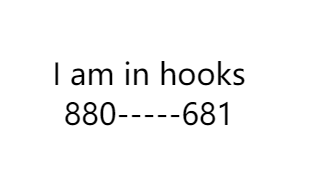 I am in hooks
880-----681